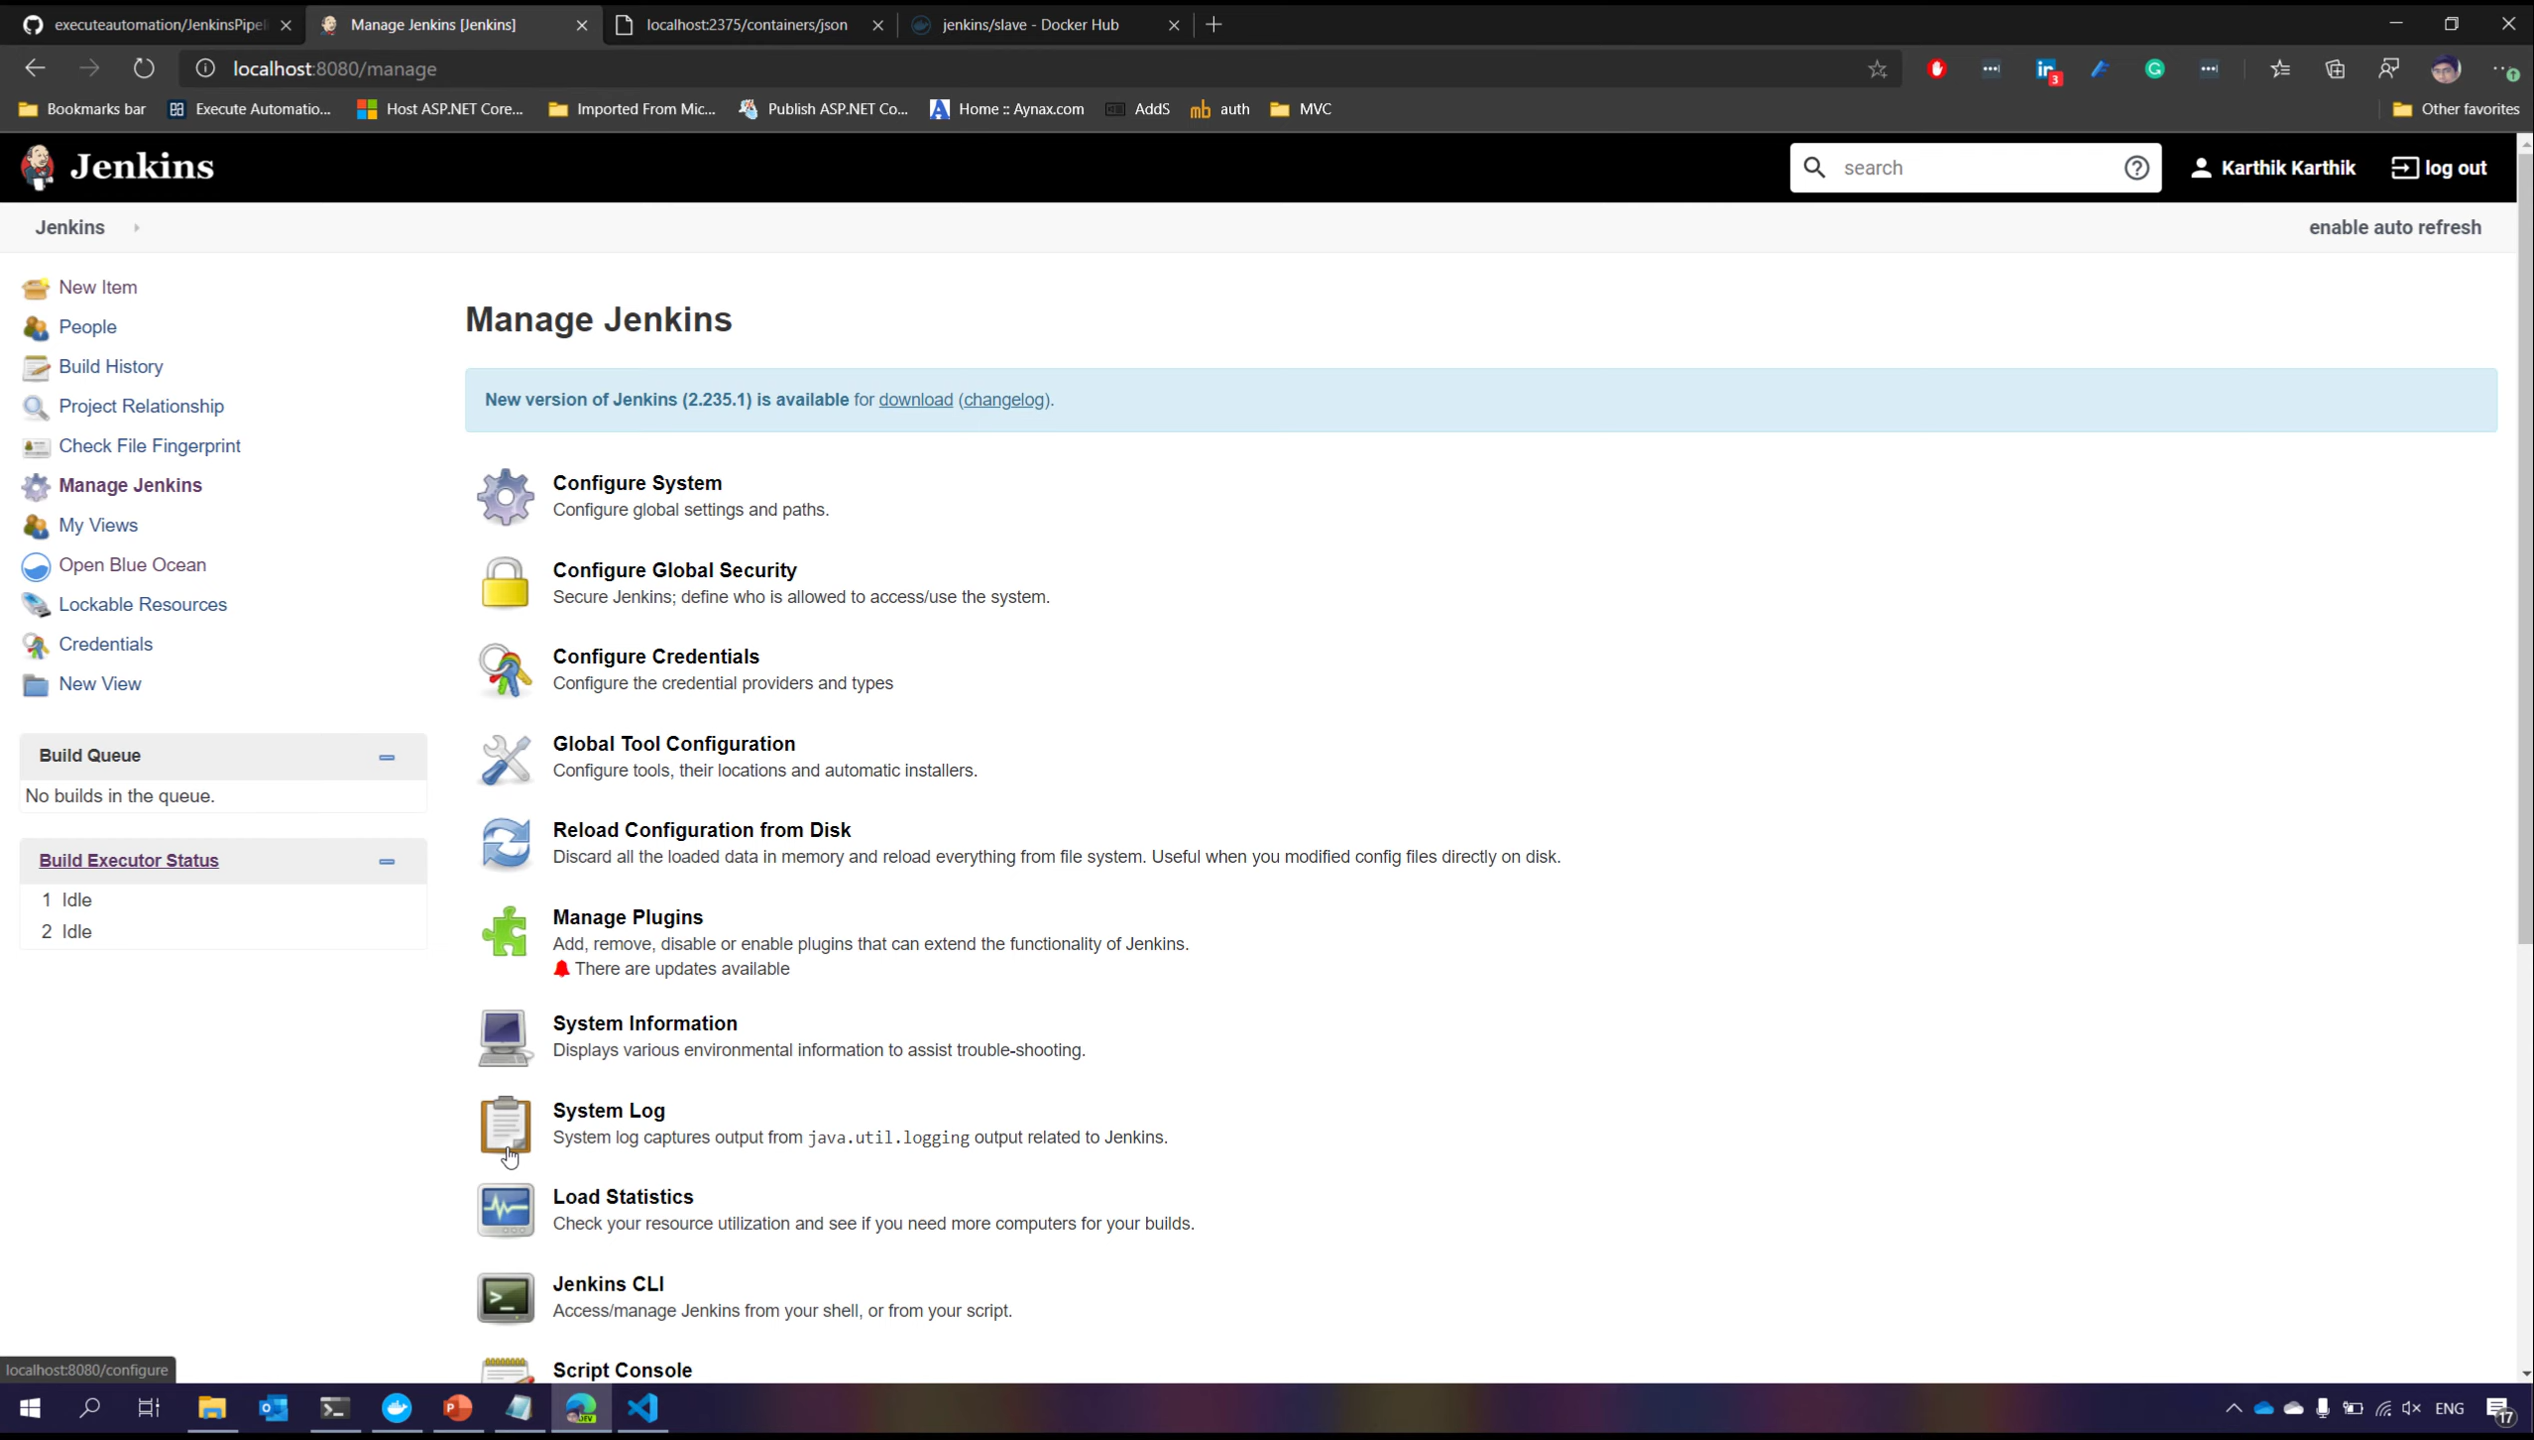 executeautomation/JenkinsPipel
Manage Jenkins [Jenkins]
localhost:2375/containers/json
jenkins/slave - Docker Hub
localhost:8080/manage
3
Bookmarks bar
Execute Automatio...
Host ASP.NET Core...
Imported From Mic...
Publish ASP.NET Co...
Home :: Aynax.com
AddS
mb auth
MVC
Other favorites
Jenkins
search
Karthik Karthik
log out
Jenkins
enable auto refresh
New Item
People
Build History
Project Relationship
Check File Fingerprint
Manage Jenkins
My Views
Open Blue Ocean
Lockable Resources
Credentials
New View
Build Queue
No builds in the queue.
Build Executor Status
1 Idle
2 Idle
Manage Jenkins
New version of Jenkins (2.235.1) is available for download (changelog).
Configure System
Configure global settings and paths.
Configure Global Security
Secure Jenkins; define who is allowed to access/use the system.
Configure Credentials
Configure the credential providers and types
Global Tool Configuration
Configure tools, their locations and automatic installers.
Reload Configuration from Disk
Discard all the loaded data in memory and reload everything from file system. Useful when you modified config files directly on disk.
Manage Plugins
Add, remove, disable or enable plugins that can extend the functionality of Jenkins.
There are updates available
System Information
Displays various environmental information to assist trouble-shooting.
System Log
System log captures output from java.util.logging output related to Jenkins.
Load Statistics
Check your resource utilization and see if you need more computers for your builds.
Jenkins CLI
Access/manage Jenkins from your shell, or from your script.
Script Console
localhost:8080/configure
DEV
ENG
17